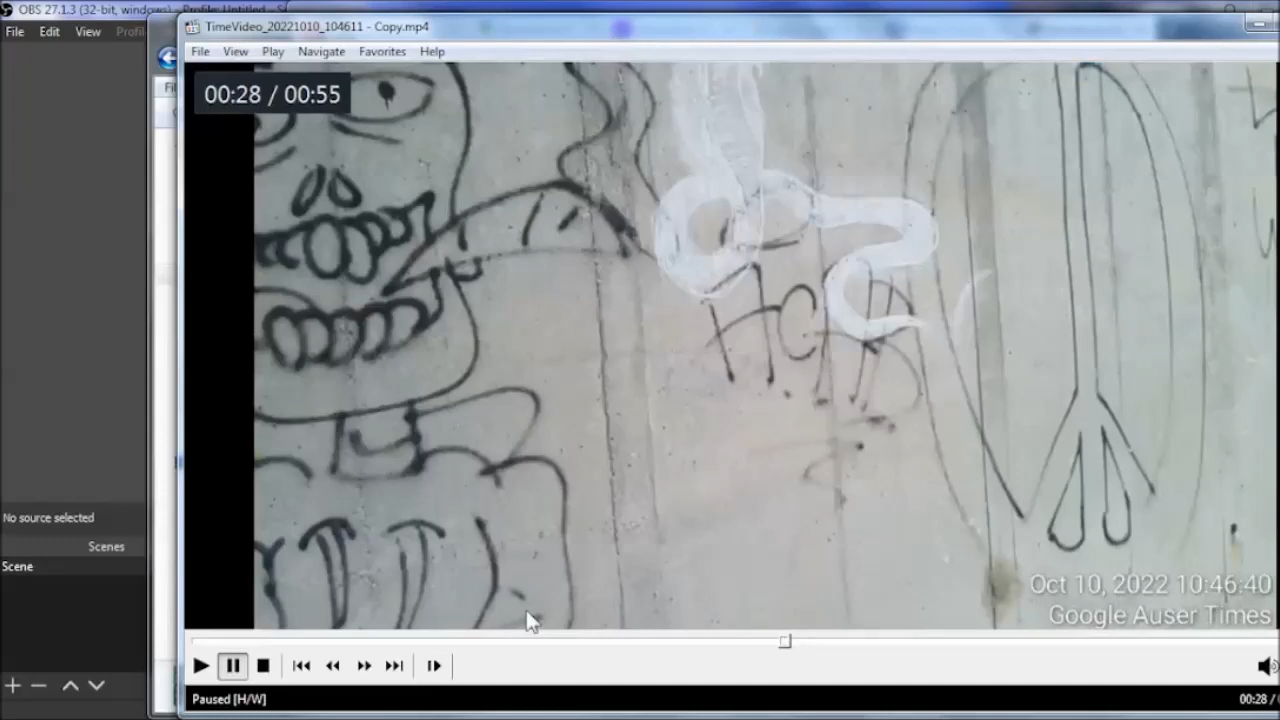 OBS 27.1.3 (32-bit, windows) - Profile: Untitled - S
File Edit View Profil
TimeVideo_20221010_104611 - Copy.mp4
File View Play Navigate Favorites Help
00:28 / 00:55
No source selected
Scenes
Scene
Oct 10, 2022 10:46:40
Google Auser Times
Paused [H/W]
00:28 /